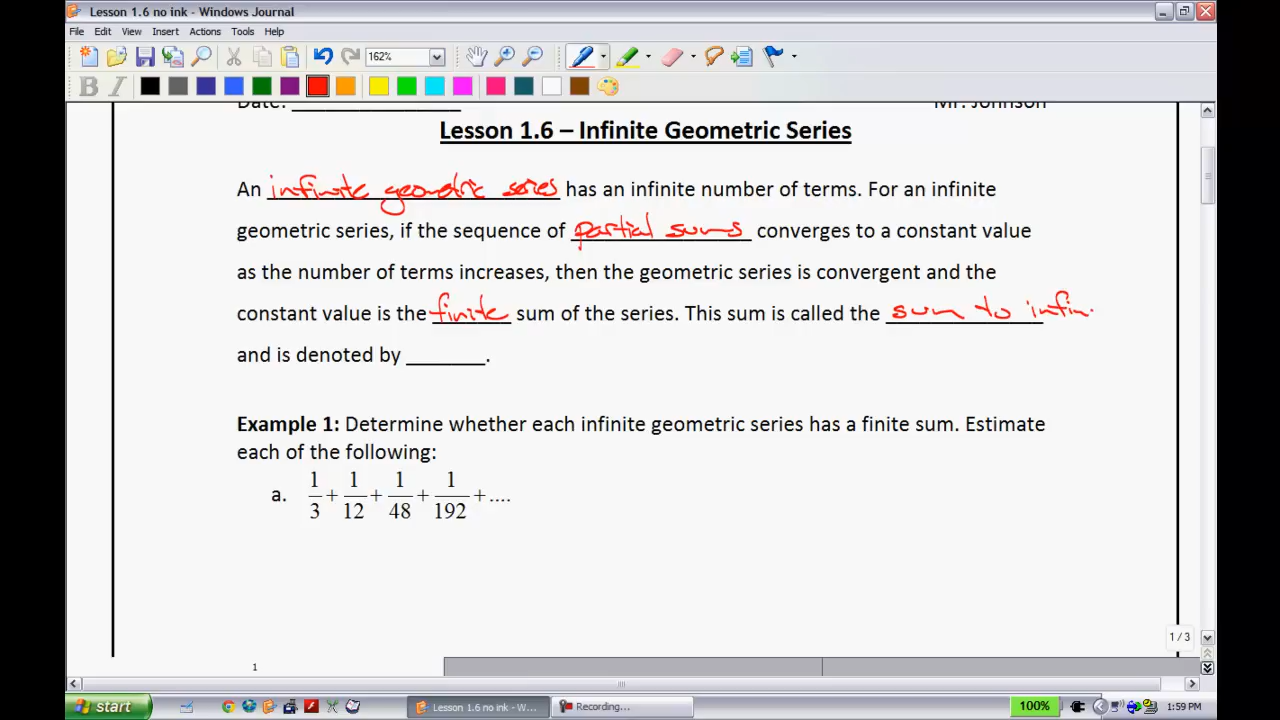 Lesson 1.6 no ink - Windows Journal
File Edit View Insert Actions Tools Help
162%
B I
Date: _______________ Mr. Johnson
Lesson 1.6 – Infinite Geometric Series
An infinite geometric series has an infinite number of terms. For an infinite
geometric series, if the sequence of partial sums converges to a constant value
as the number of terms increases, then the geometric series is convergent and the
constant value is the finite sum of the series. This sum is called the sum to infin
and is denoted by _______.
Example 1: Determine whether each infinite geometric series has a finite sum. Estimate
each of the following:
a. 1/3 + 1/12 + 1/48 + 1/192 + ....
1 / 3
1
start Lesson 1.6 no ink - W... Recording... 100% 1:59 PM